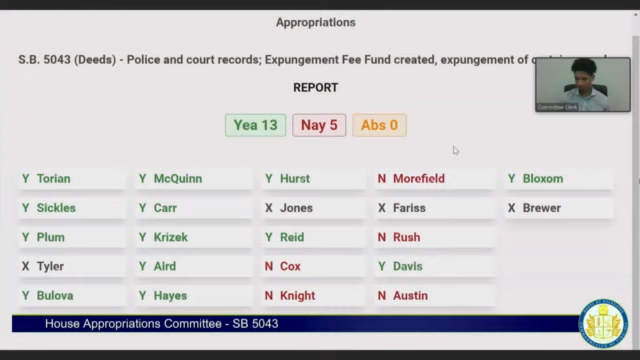 Appropriations
S.B. 5043 (Deeds) - Police and court records; Expungement Fee Fund created, expungement of
REPORT
Yea 13 Nay 5 Abs 0
Y Torian Y McQuinn Y Hurst N Morefield Y Bloxom
Y Sickles Y Carr X Jones X Fariss X Brewer
Y Plum Y Krizek Y Reid N Rush
X Tyler Y Aird N Cox Y Davis
Y Bulova Y Hayes N Knight N Austin
Committee Clerk
House Appropriations Committee - SB 5043